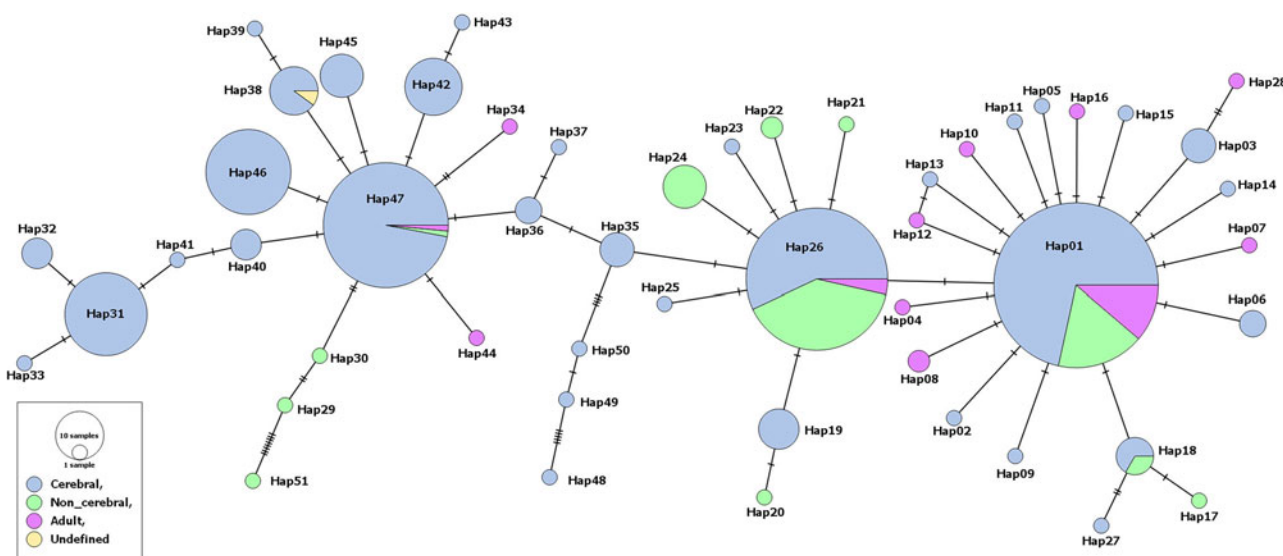 Hap39
Hap45
Hap43
Hap38
Hap42
Hap34
Hap37
Hap46
Hap47
Hap36
Hap35
Hap32
Hap41
Hap40
Hap31
Hap33
Hap30
Hap44
Hap29
Hap51
Hap50
Hap49
Hap48
Hap24
Hap23
Hap22
Hap21
Hap26
Hap25
Hap19
Hap20
Hap28
Hap05
Hap16
Hap11
Hap15
Hap10
Hap03
Hap13
Hap14
Hap12
Hap01
Hap07
Hap04
Hap06
Hap08
Hap02
Hap09
Hap18
Hap17
Hap27
10 samples
1 sample
Cerebral,
Non_cerebral,
Adult,
Undefined